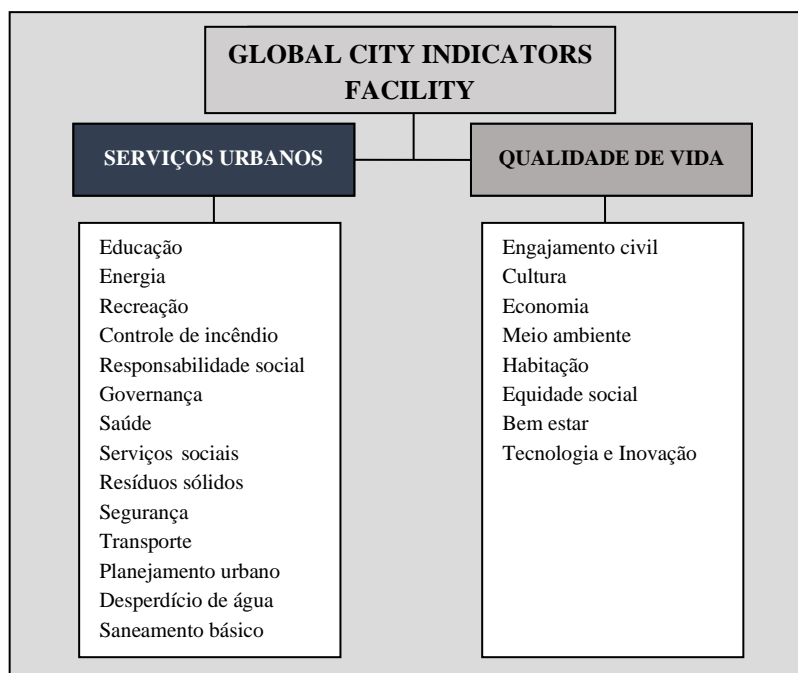 GLOBAL CITY INDICATORS
FACILITY
SERVIÇOS URBANOS
QUALIDADE DE VIDA
Educação
Energia
Recreação
Controle de incêndio
Responsabilidade social
Governança
Saúde
Serviços sociais
Resíduos sólidos
Segurança
Transporte
Planejamento urbano
Desperdício de água
Saneamento básico
Engajamento civil
Cultura
Economia
Meio ambiente
Habitação
Equidade social
Bem estar
Tecnologia e Inovação